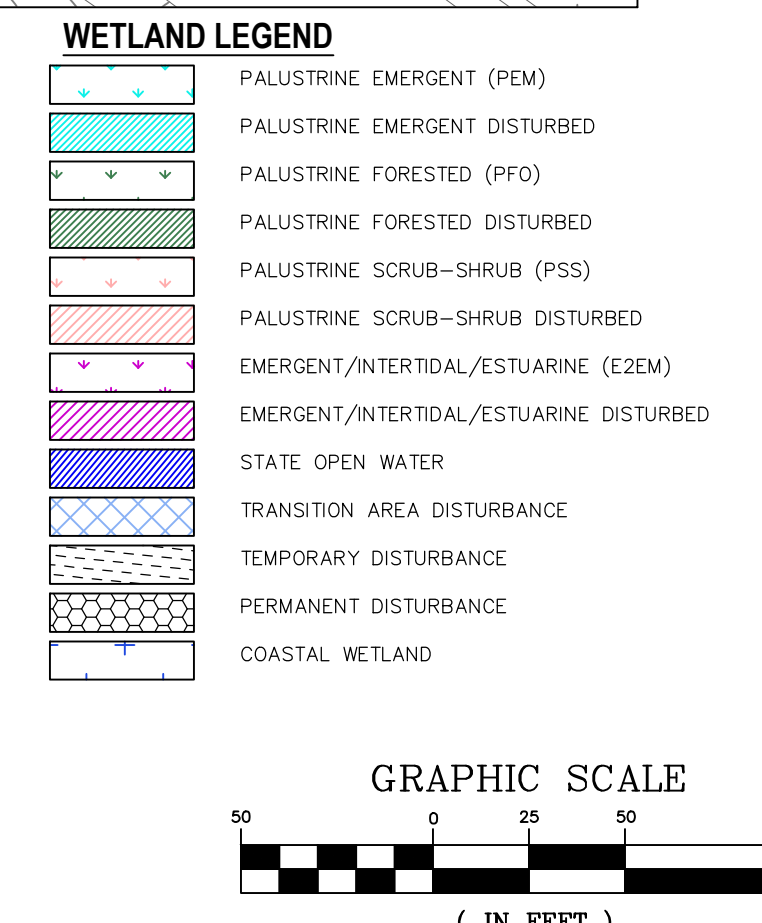 WETLAND LEGEND
PALUSTRINE EMERGENT (PEM)
PALUSTRINE EMERGENT DISTURBED
PALUSTRINE FORESTED (PFO)
PALUSTRINE FORESTED DISTURBED
PALUSTRINE SCRUB-SHRUB (PSS)
PALUSTRINE SCRUB-SHRUB DISTURBED
EMERGENT/INTERTIDAL/ESTUARINE (E2EM)
EMERGENT/INTERTIDAL/ESTUARINE DISTURBED
STATE OPEN WATER
TRANSITION AREA DISTURBANCE
TEMPORARY DISTURBANCE
PERMANENT DISTURBANCE
COASTAL WETLAND
GRAPHIC SCALE
50 0 25 50
( IN FEET )